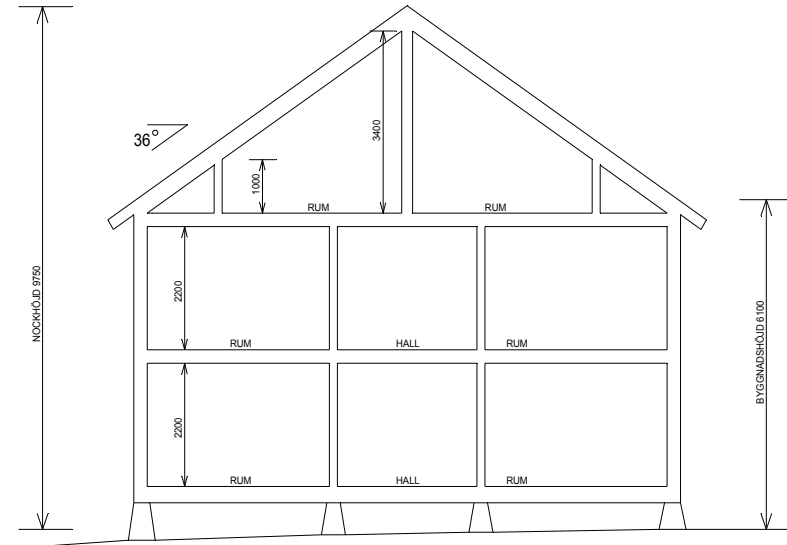 NOCKHÖJD 9750
36°
3400
1000
RUM
RUM
BYGGNADSHÖJD 6100
2200
RUM
HALL
RUM
2200
RUM
HALL
RUM